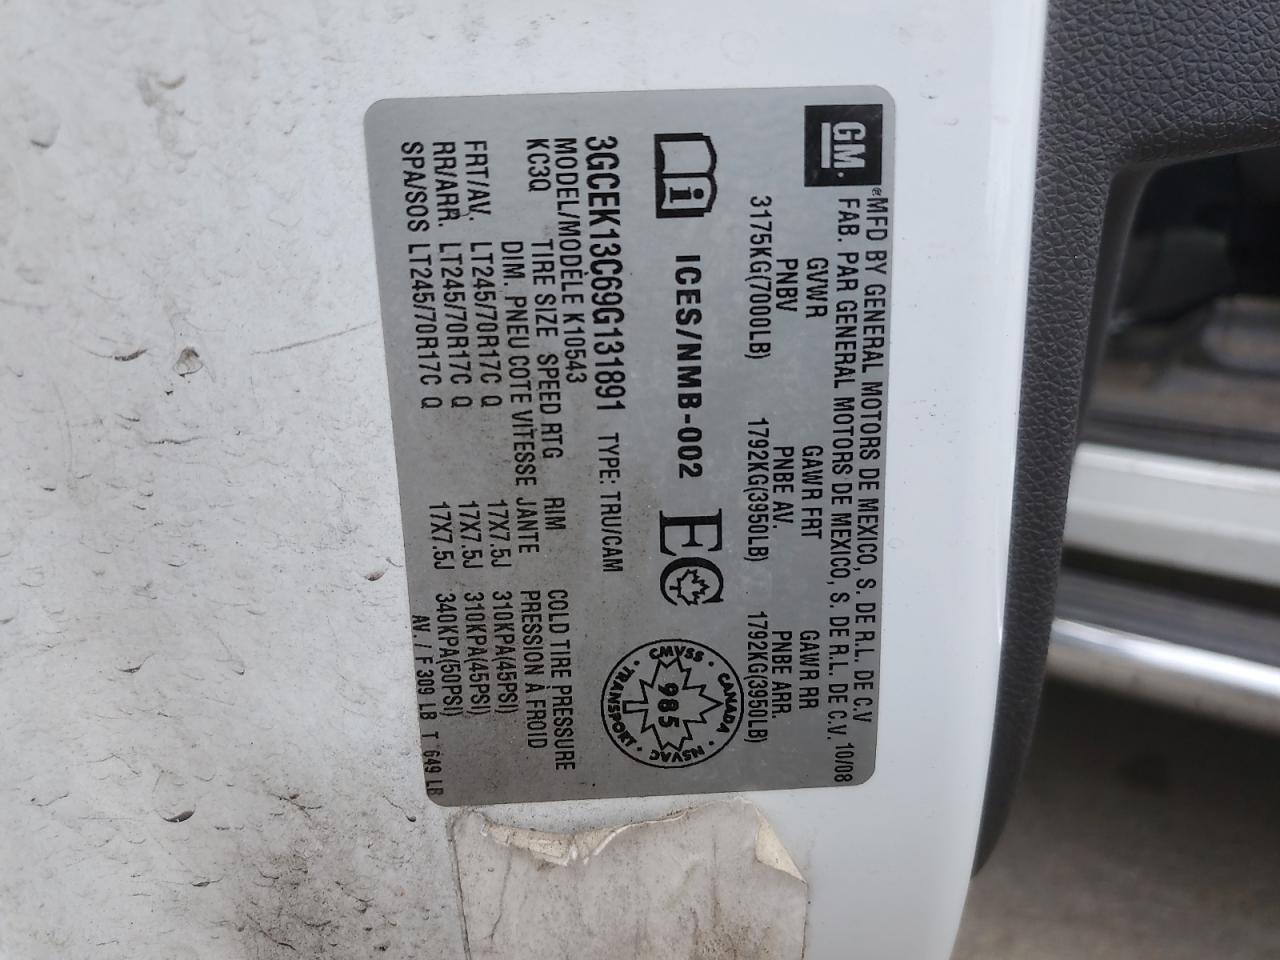 GM.
®MFD BY GENERAL MOTORS DE MEXICO, S. DE R.L. DE C.V
FAB. PAR GENERAL MOTORS DE MEXICO, S. DE R.L. DE C.V. 10/08
GVWR GAWR FRT GAWR RR
PNBV PNBE AV. PNBE ARR.
3175KG(7000LB) 1792KG(3950LB) 1792KG(3950LB)
i ICES/NMB-002 EC
CMVSS · CANADA · NSVAC · TRANSPORT ·
985
3GCEK13C69G131891 TYPE: TRU/CAM
MODEL/MODÈLE K10543
KC3Q TIRE SIZE SPEED RTG RIM COLD TIRE PRESSURE
DIM. PNEU COTE VITESSE JANTE PRESSION À FROID
FRT/AV. LT245/70R17C Q 17X7.5J 310KPA(45PSI)
RR/ARR. LT245/70R17C Q 17X7.5J 310KPA(45PSI)
SPA/SOS LT245/70R17C Q 17X7.5J 340KPA(50PSI)
AV. / F 309 LB T 649 LB